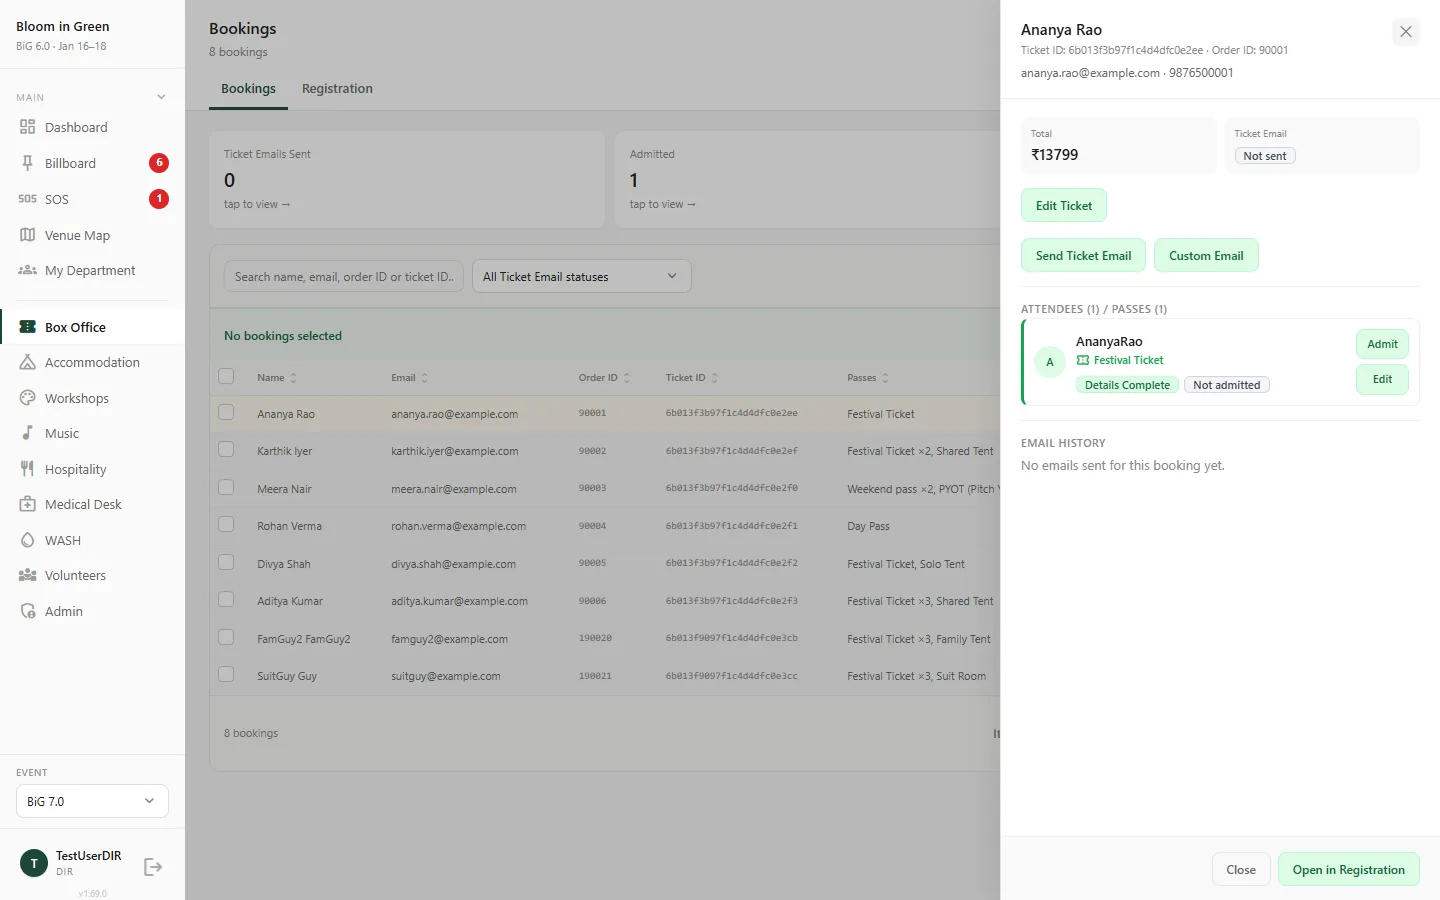 Bloom in Green
BiG 6.0 · Jan 16–18
MAIN
Dashboard
Billboard
6
SOS
SOS
1
Venue Map
My Department
Box Office
Accommodation
Workshops
Music
Hospitality
Medical Desk
WASH
Volunteers
Admin
EVENT
BiG 7.0
T
TestUserDIR
DIR
v1.69.0
Bookings
8 bookings
Bookings
Registration
Ticket Emails Sent
0
tap to view →
Admitted
1
tap to view →
Search name, email, order ID or ticket ID..
All Ticket Email statuses
No bookings selected
Name Email Order ID Ticket ID Passes
Ananya Rao ananya.rao@example.com 90001 6b013f3b97f1c4d4dfc0e2ee Festival Ticket
Karthik Iyer karthik.iyer@example.com 90002 6b013f3b97f1c4d4dfc0e2ef Festival Ticket ×2, Shared Tent
Meera Nair meera.nair@example.com 90003 6b013f3b97f1c4d4dfc0e2f0 Weekend pass ×2, PYOT (Pitch
Rohan Verma rohan.verma@example.com 90004 6b013f3b97f1c4d4dfc0e2f1 Day Pass
Divya Shah divya.shah@example.com 90005 6b013f3b97f1c4d4dfc0e2f2 Festival Ticket, Solo Tent
Aditya Kumar aditya.kumar@example.com 90006 6b013f3b97f1c4d4dfc0e2f3 Festival Ticket ×3, Shared Tent
FamGuy2 FamGuy2 famguy2@example.com 190020 6b013f9097f1c4d4dfc0e3cb Festival Ticket ×3, Family Tent
SuitGuy Guy suitguy@example.com 190021 6b013f9097f1c4d4dfc0e3cc Festival Ticket ×3, Suit Room
8 bookings
Ananya Rao
Ticket ID: 6b013f3b97f1c4d4dfc0e2ee · Order ID: 90001
ananya.rao@example.com · 9876500001
Total
₹13799
Ticket Email
Not sent
Edit Ticket
Send Ticket Email
Custom Email
ATTENDEES (1) / PASSES (1)
A
AnanyaRao
Festival Ticket
Details Complete
Not admitted
Admit
Edit
EMAIL HISTORY
No emails sent for this booking yet.
Close
Open in Registration